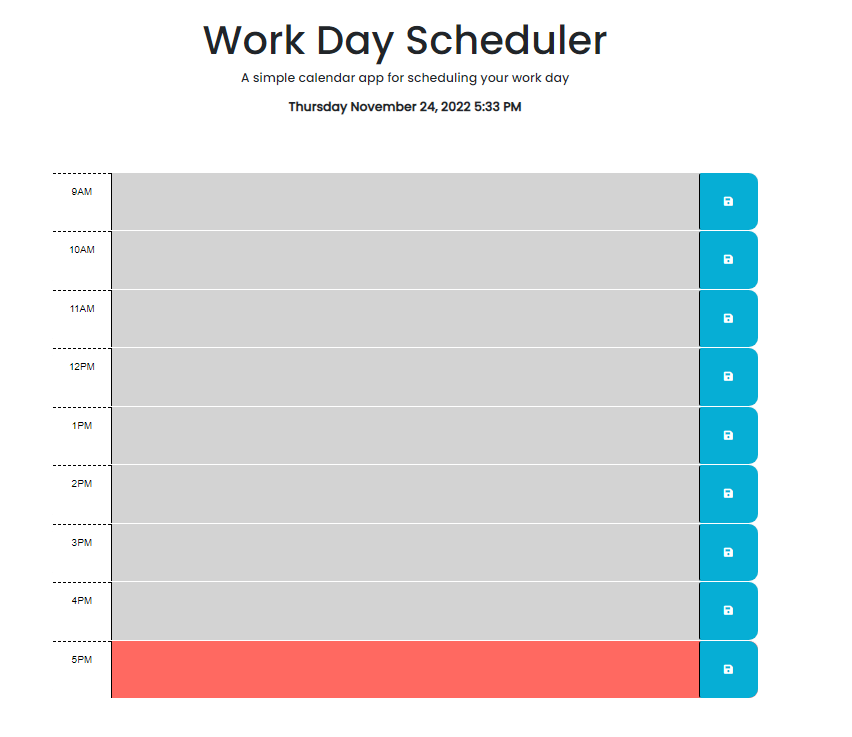 Work Day Scheduler
A simple calendar app for scheduling your work day
Thursday November 24, 2022 5:33 PM
9AM
10AM
11AM
12PM
1PM
2PM
3PM
4PM
5PM